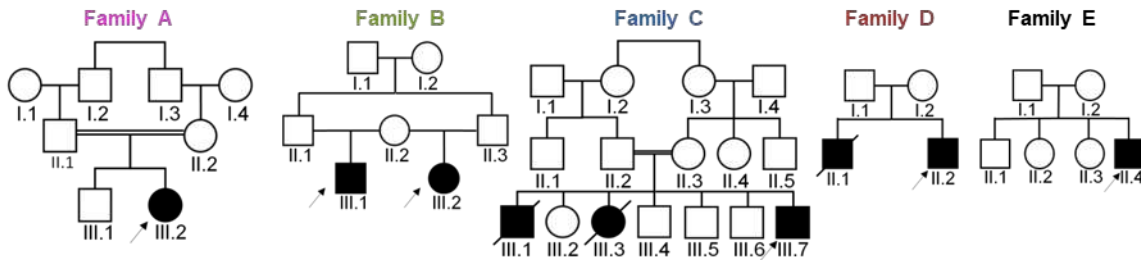 Family A
Family B
Family C
Family D
Family E
I.1 I.2 I.3 I.4
II.1 II.2
III.1 III.2
I.1 I.2
II.1 II.2 II.3
III.1 III.2
I.1 I.2 I.3 I.4
II.1 II.2 II.3 II.4 II.5
III.1 III.2 III.3 III.4 III.5 III.6 III.7
I.1 I.2
II.1 II.2
I.1 I.2
II.1 II.2 II.3 II.4